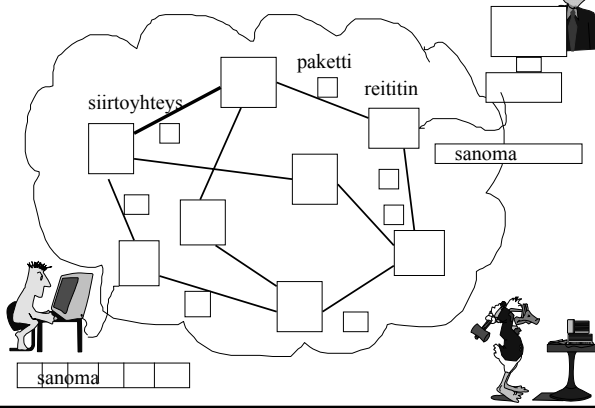 paketti
reititin
siirtoyhteys
sanoma
sanoma